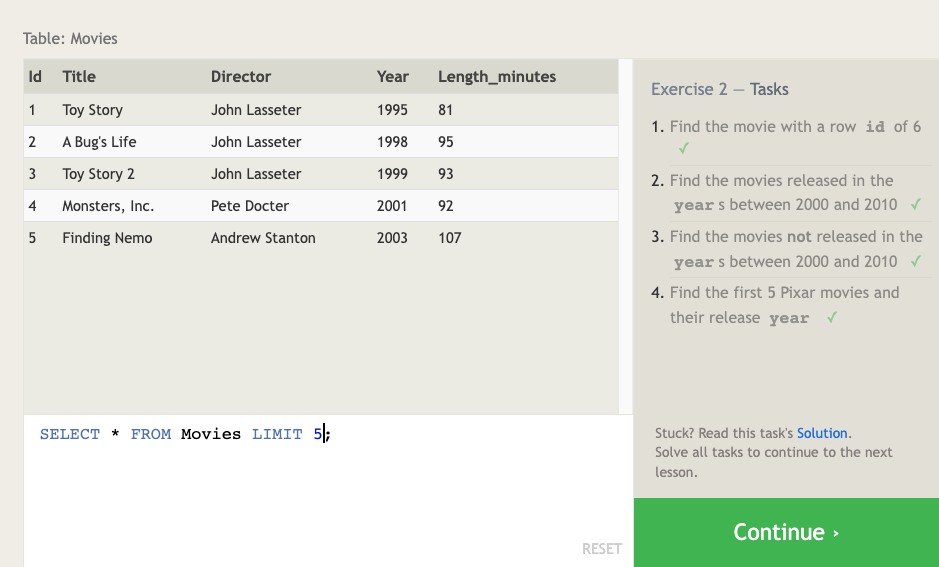 Table: Movies
Id Title Director Year Length_minutes
1 Toy Story John Lasseter 1995 81
2 A Bug's Life John Lasseter 1998 95
3 Toy Story 2 John Lasseter 1999 93
4 Monsters, Inc. Pete Docter 2001 92
5 Finding Nemo Andrew Stanton 2003 107
SELECT * FROM Movies LIMIT 5;
RESET
Exercise 2 — Tasks
1. Find the movie with a row id of 6
✓
2. Find the movies released in the
year s between 2000 and 2010 ✓
3. Find the movies not released in the
year s between 2000 and 2010 ✓
4. Find the first 5 Pixar movies and
their release year ✓
Stuck? Read this task's Solution.
Solve all tasks to continue to the next
lesson.
Continue ›